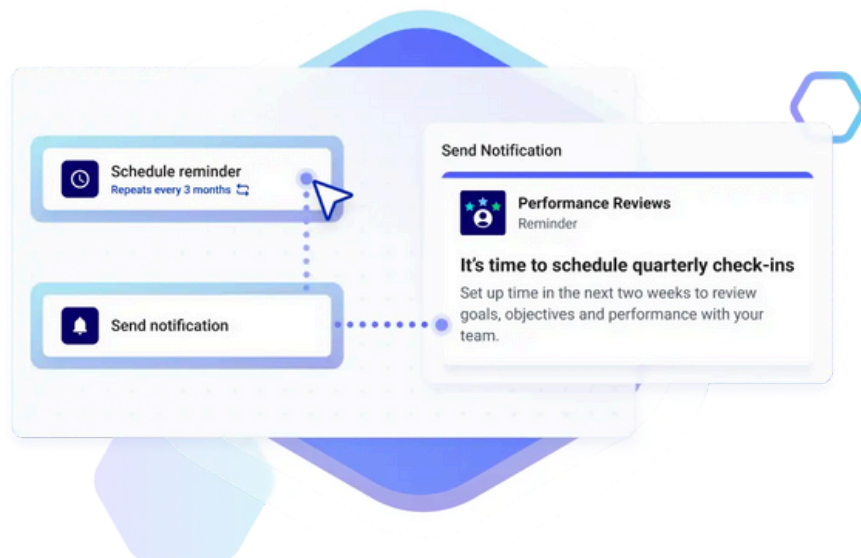 Schedule reminder
Repeats every 3 months
Send notification
Send Notification
Performance Reviews
Reminder
It's time to schedule quarterly check-ins
Set up time in the next two weeks to review
goals, objectives and performance with your
team.